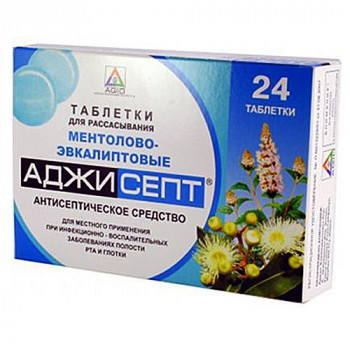 AGIO
ТАБЛЕТКИ
ДЛЯ РАССАСЫВАНИЯ
МЕНТОЛОВО-
ЭВКАЛИПТОВЫЕ
АДЖИСЕПТ®
АНТИСЕПТИЧЕСКОЕ СРЕДСТВО
ДЛЯ МЕСТНОГО ПРИМЕНЕНИЯ
ПРИ ИНФЕКЦИОННО - ВОСПАЛИТЕЛЬНЫХ
ЗАБОЛЕВАНИЯХ ПОЛОСТИ
РТА И ГЛОТКИ
24
ТАБЛЕТКИ